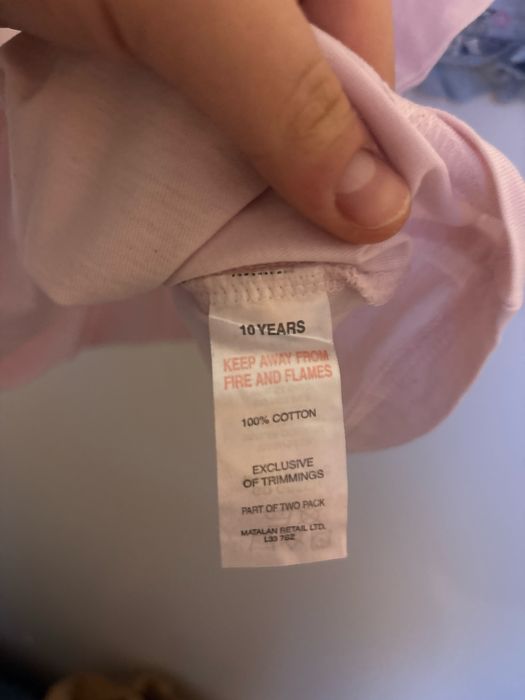 10 YEARS
KEEP AWAY FROM
FIRE AND FLAMES
100% COTTON
EXCLUSIVE
OF TRIMMINGS
PART OF TWO PACK
MATALAN RETAIL LTD.
L33 7SZ